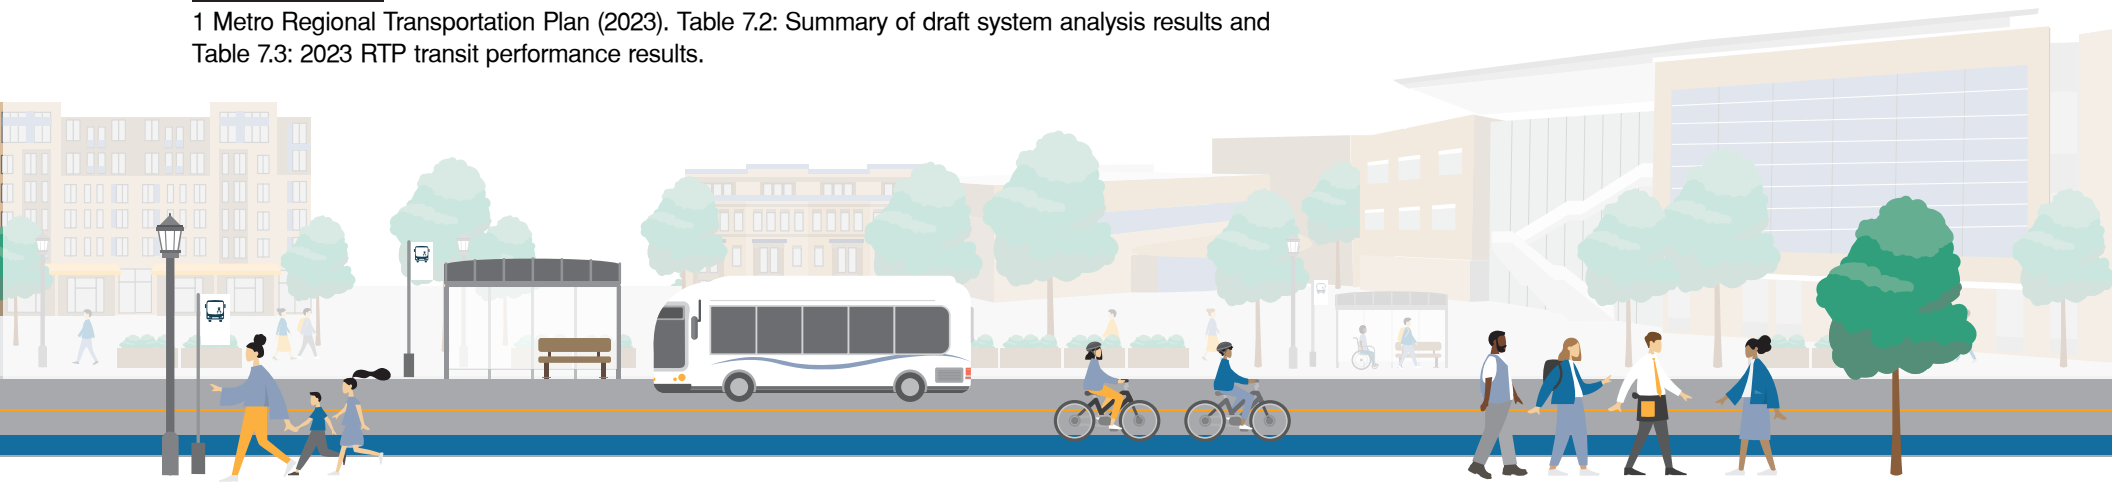 1 Metro Regional Transportation Plan (2023). Table 7.2: Summary of draft system analysis results and
Table 7.3: 2023 RTP transit performance results.